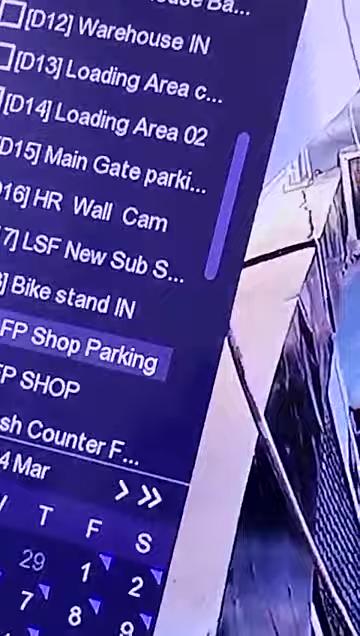 Ba...
[D12] Warehouse IN
[D13] Loading Area c...
[D14] Loading Area 02
D15] Main Gate parki...
16] HR Wall Cam
7] LSF New Sub S...
] Bike stand IN
FP Shop Parking
FP SHOP
sh Counter F...
4 Mar
> >>
T F S
29 1 2
7 8 9